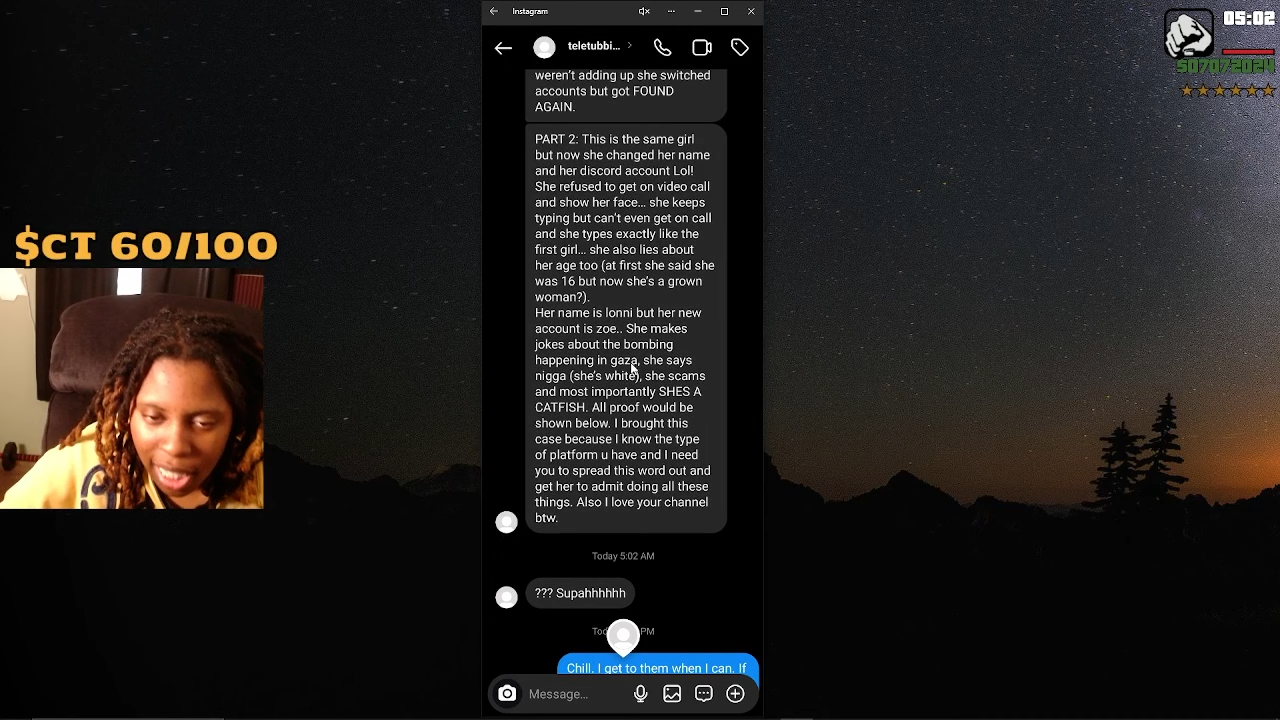 Instagram
05:02
teletubbi...
weren't adding up she switched
accounts but got FOUND
AGAIN.
PART 2: This is the same girl
but now she changed her name
and her discord account Lol!
She refused to get on video call
and show her face... she keeps
typing but can't even get on call
and she types exactly like the
first girl... she also lies about
her age too (at first she said she
was 16 but now she's a grown
woman?).
Her name is lonni but her new
account is zoe.. She makes
jokes about the bombing
happening in gaza, she says
nigga (she's white), she scams
and most importantly SHES A
CATFISH. All proof would be
shown below. I brought this
case because I know the type
of platform u have and I need
you to spread this word out and
get her to admit doing all these
things. Also I love your channel
btw.
Today 5:02 AM
??? Supahhhhhh
PM
Chill. I get to them when I can. If
Message...
$CT 60/100